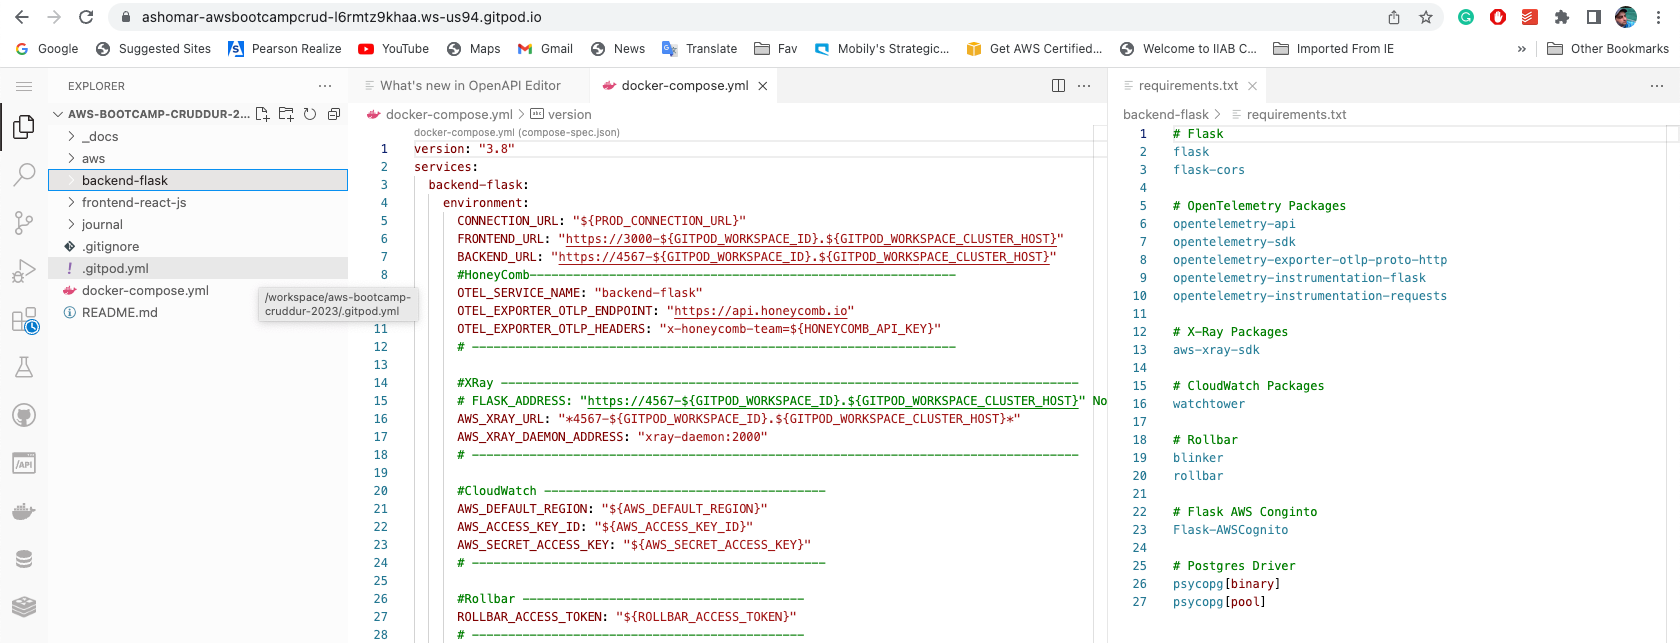 ashomar-awsbootcampcrud-l6rmtz9khaa.ws-us94.gitpod.io
Google Suggested Sites Pearson Realize YouTube Maps Gmail News Translate Fav Mobily's Strategic... Get AWS Certified... Welcome to IIAB C... Imported From IE » Other Bookmarks
EXPLORER ...
AWS-BOOTCAMP-CRUDDUR-2...
_docs
aws
backend-flask
frontend-react-js
journal
.gitignore
! .gitpod.yml
docker-compose.yml
README.md
/workspace/aws-bootcamp-
cruddur-2023/.gitpod.yml
/API
What's new in OpenAPI Editor docker-compose.yml
docker-compose.yml > version
docker-compose.yml (compose-spec.json)
1 version: "3.8"
2 services:
3 backend-flask:
4 environment:
5 CONNECTION_URL: "${PROD_CONNECTION_URL}"
6 FRONTEND_URL: "https://3000-${GITPOD_WORKSPACE_ID}.${GITPOD_WORKSPACE_CLUSTER_HOST}"
7 BACKEND_URL: "https://4567-${GITPOD_WORKSPACE_ID}.${GITPOD_WORKSPACE_CLUSTER_HOST}"
8 #HoneyComb-----------------------------------------------------------
OTEL_SERVICE_NAME: "backend-flask"
OTEL_EXPORTER_OTLP_ENDPOINT: "https://api.honeycomb.io"
11 OTEL_EXPORTER_OTLP_HEADERS: "x-honeycomb-team=${HONEYCOMB_API_KEY}"
12 # -------------------------------------------------------------------
13
14 #XRay --------------------------------------------------------------------------------
15 # FLASK_ADDRESS: "https://4567-${GITPOD_WORKSPACE_ID}.${GITPOD_WORKSPACE_CLUSTER_HOST}" No
16 AWS_XRAY_URL: "*4567-${GITPOD_WORKSPACE_ID}.${GITPOD_WORKSPACE_CLUSTER_HOST}*"
17 AWS_XRAY_DAEMON_ADDRESS: "xray-daemon:2000"
18 # ------------------------------------------------------------------------------------
19
20 #CloudWatch ---------------------------------------
21 AWS_DEFAULT_REGION: "${AWS_DEFAULT_REGION}"
22 AWS_ACCESS_KEY_ID: "${AWS_ACCESS_KEY_ID}"
23 AWS_SECRET_ACCESS_KEY: "${AWS_SECRET_ACCESS_KEY}"
24 # -------------------------------------------------
25
26 #Rollbar ---------------------------------------
27 ROLLBAR_ACCESS_TOKEN: "${ROLLBAR_ACCESS_TOKEN}"
28 # ----------------------------------------------
requirements.txt
backend-flask > requirements.txt
1 # Flask
2 flask
3 flask-cors
4
5 # OpenTelemetry Packages
6 opentelemetry-api
7 opentelemetry-sdk
8 opentelemetry-exporter-otlp-proto-http
9 opentelemetry-instrumentation-flask
10 opentelemetry-instrumentation-requests
11
12 # X-Ray Packages
13 aws-xray-sdk
14
15 # CloudWatch Packages
16 watchtower
17
18 # Rollbar
19 blinker
20 rollbar
21
22 # Flask AWS Conginto
23 Flask-AWSCognito
24
25 # Postgres Driver
26 psycopg[binary]
27 psycopg[pool]